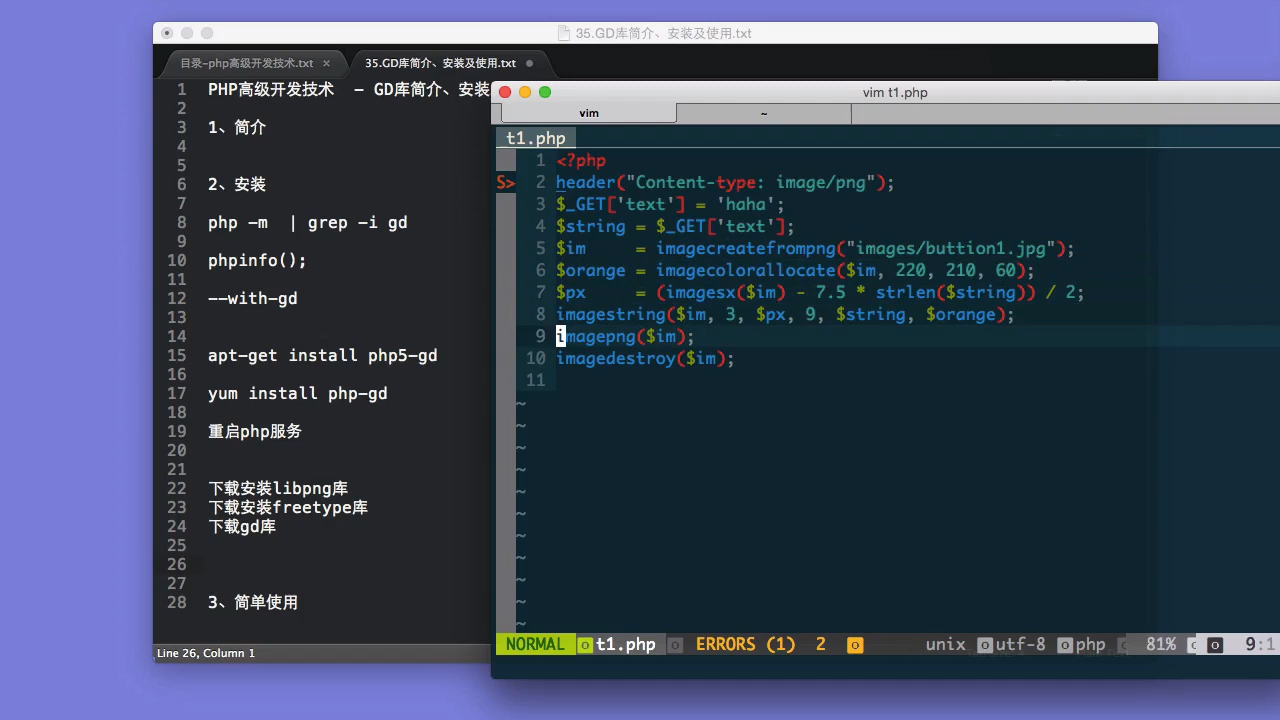 35.GD库简介、安装及使用.txt
目录-php高级开发技术.txt ×
35.GD库简介、安装及使用.txt
1 PHP高级开发技术 - GD库简介、安装
2
3 1、简介
4
5
6 2、安装
7
8 php -m | grep -i gd
9
10 phpinfo();
11
12 --with-gd
13
14
15 apt-get install php5-gd
16
17 yum install php-gd
18
19 重启php服务
20
21
22 下载安装libpng库
23 下载安装freetype库
24 下载gd库
25
26
27
28 3、简单使用
Line 26, Column 1
vim t1.php
vim
~
t1.php
1 <?php
S> 2 header("Content-type: image/png");
3 $_GET['text'] = 'haha';
4 $string = $_GET['text'];
5 $im     = imagecreatefrompng("images/buttion1.jpg");
6 $orange = imagecolorallocate($im, 220, 210, 60);
7 $px     = (imagesx($im) - 7.5 * strlen($string)) / 2;
8 imagestring($im, 3, $px, 9, $string, $orange);
9 imagepng($im);
10 imagedestroy($im);
11
~
~
~
~
~
~
~
~
~
~
~
NORMAL t1.php ERRORS (1) 2 unix utf-8 php 81% 9:1